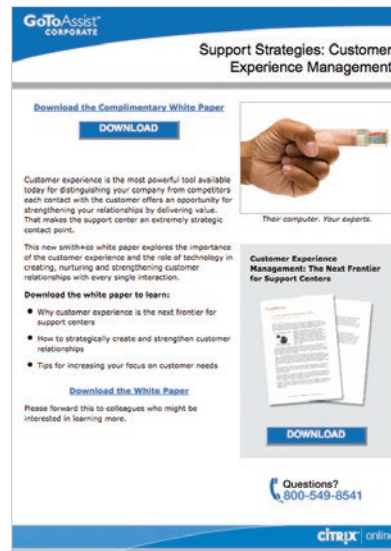 GoToAssist
CORPORATE
Support Strategies: Customer
Experience Management
Download the Complimentary White Paper
DOWNLOAD
Customer experience is the most powerful tool available
today for distinguishing your company from competitors
each contact with the customer offers an opportunity for
strengthening your relationships by delivering value.
That makes the support center an extremely strategic
contact point.
This new smith+co white paper explores the importance
of the customer experience and the role of technology in
creating, nurturing and strengthening customer
relationships with every single interaction.
Download the white paper to learn:
Why customer experience is the next frontier for
support centers
How to strategically create and strengthen customer
relationships
Tips for increasing your focus on customer needs
Download the White Paper
Please forward this to colleagues who might be
interested in learning more.
Their computer. Your experts.
Customer Experience
Management: The Next Frontier
for Support Centers
DOWNLOAD
Questions?
800-549-8541
CITRIX online